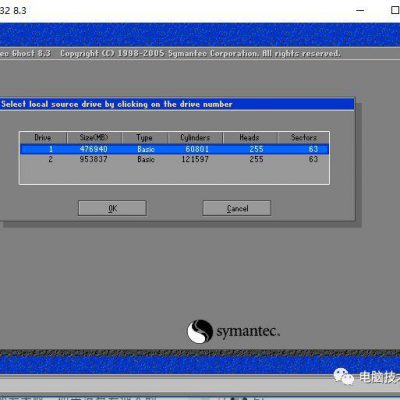 32 8.3
ec Ghost 8.3 Copyright (C) 1998-2005 Symantec Corporation. All rights reserved.
Select local source drive by clicking on the drive number
Drive Size(MB) Type Cylinders Heads Sectors
1 476940 Basic 60801 255 63
2 953837 Basic 121597 255 63
OK Cancel
symantec.
电脑技